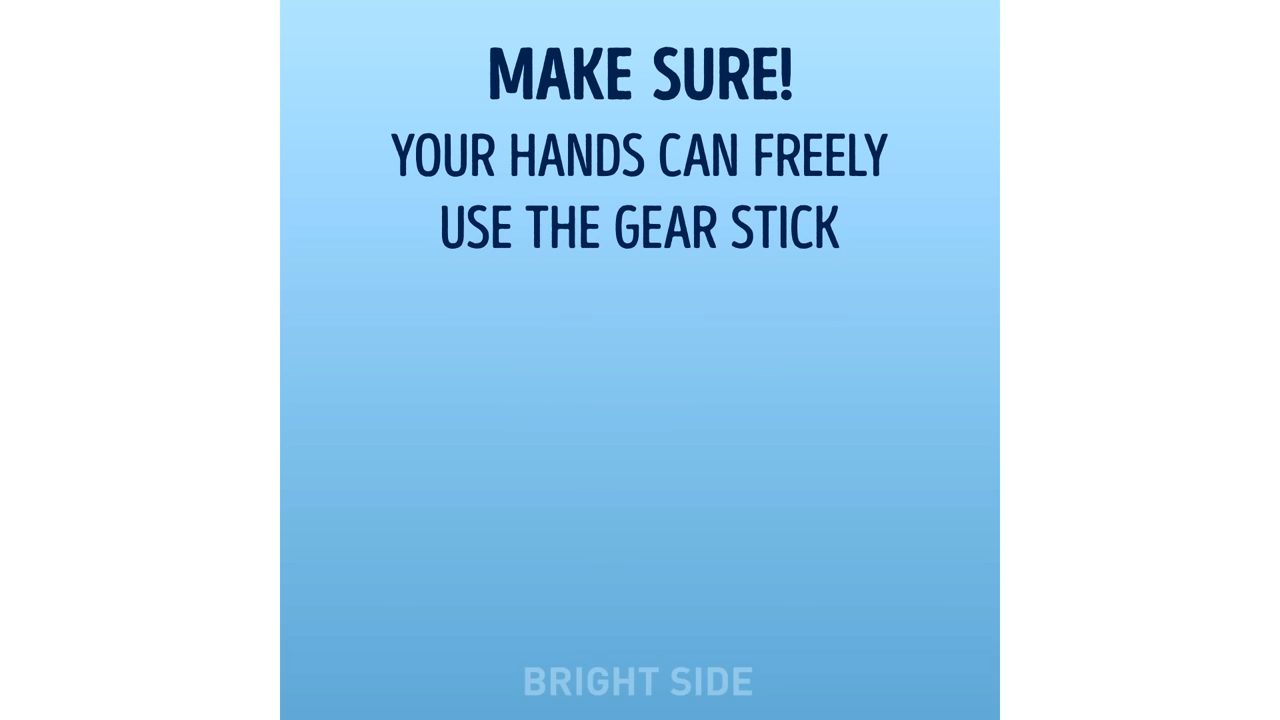 MAKE SURE!
YOUR HANDS CAN FREELY
USE THE GEAR STICK
BRIGHT SIDE